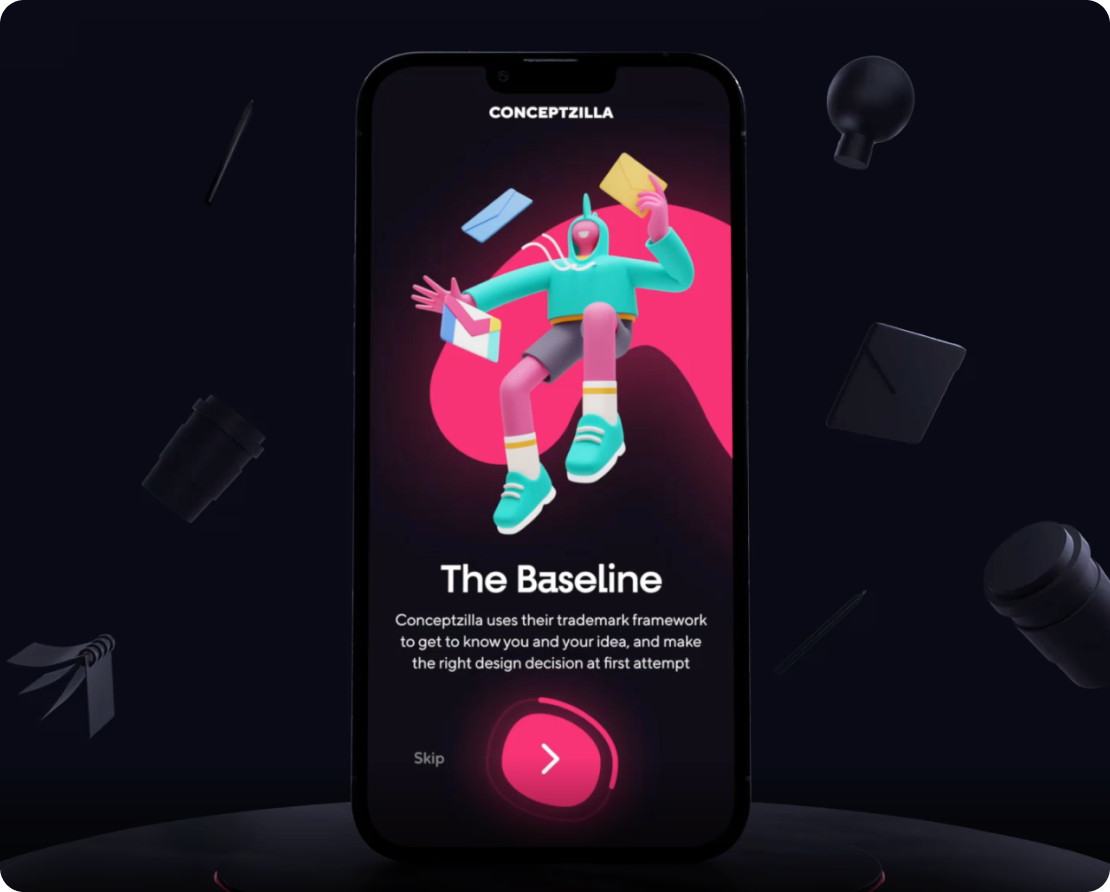 CONCEPTZILLA
The Baseline
Conceptzilla uses their trademark framework
to get to know you and your idea, and make
the right design decision at first attempt
Skip